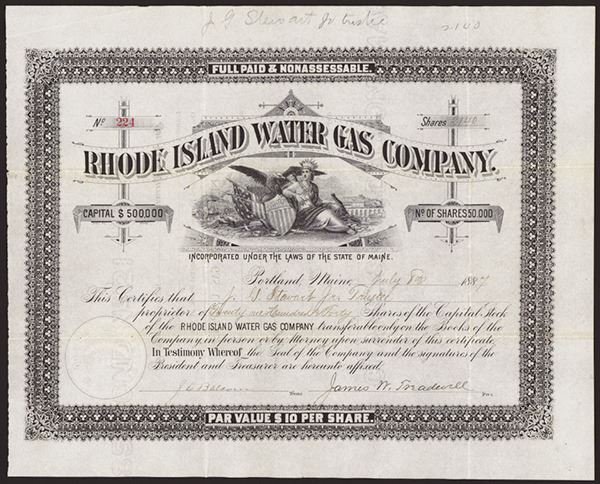 J G Stewart Jr trustee 2140
FULL PAID & NONASSESSABLE.
No 224 Shares 2140
RHODE ISLAND WATER GAS COMPANY.
CAPITAL $ 500,000 No OF SHARES 50,000
INCORPORATED UNDER THE LAWS OF THE STATE OF MAINE.
Portland, Maine, July 1887
This Certifies that J. G Stewart jr Trustee
proprietor of Shares of the Capital Stock
of the RHODE ISLAND WATER GAS COMPANY transferable only on the Books of the
Company in person or by Attorney upon surrender of this certificate.
In Testimony Whereof the Seal of the Company and the signatures of the
President and Treasurer are hereunto affixed.
James W. Treas. Pres.
PAR VALUE $10 PER SHARE.